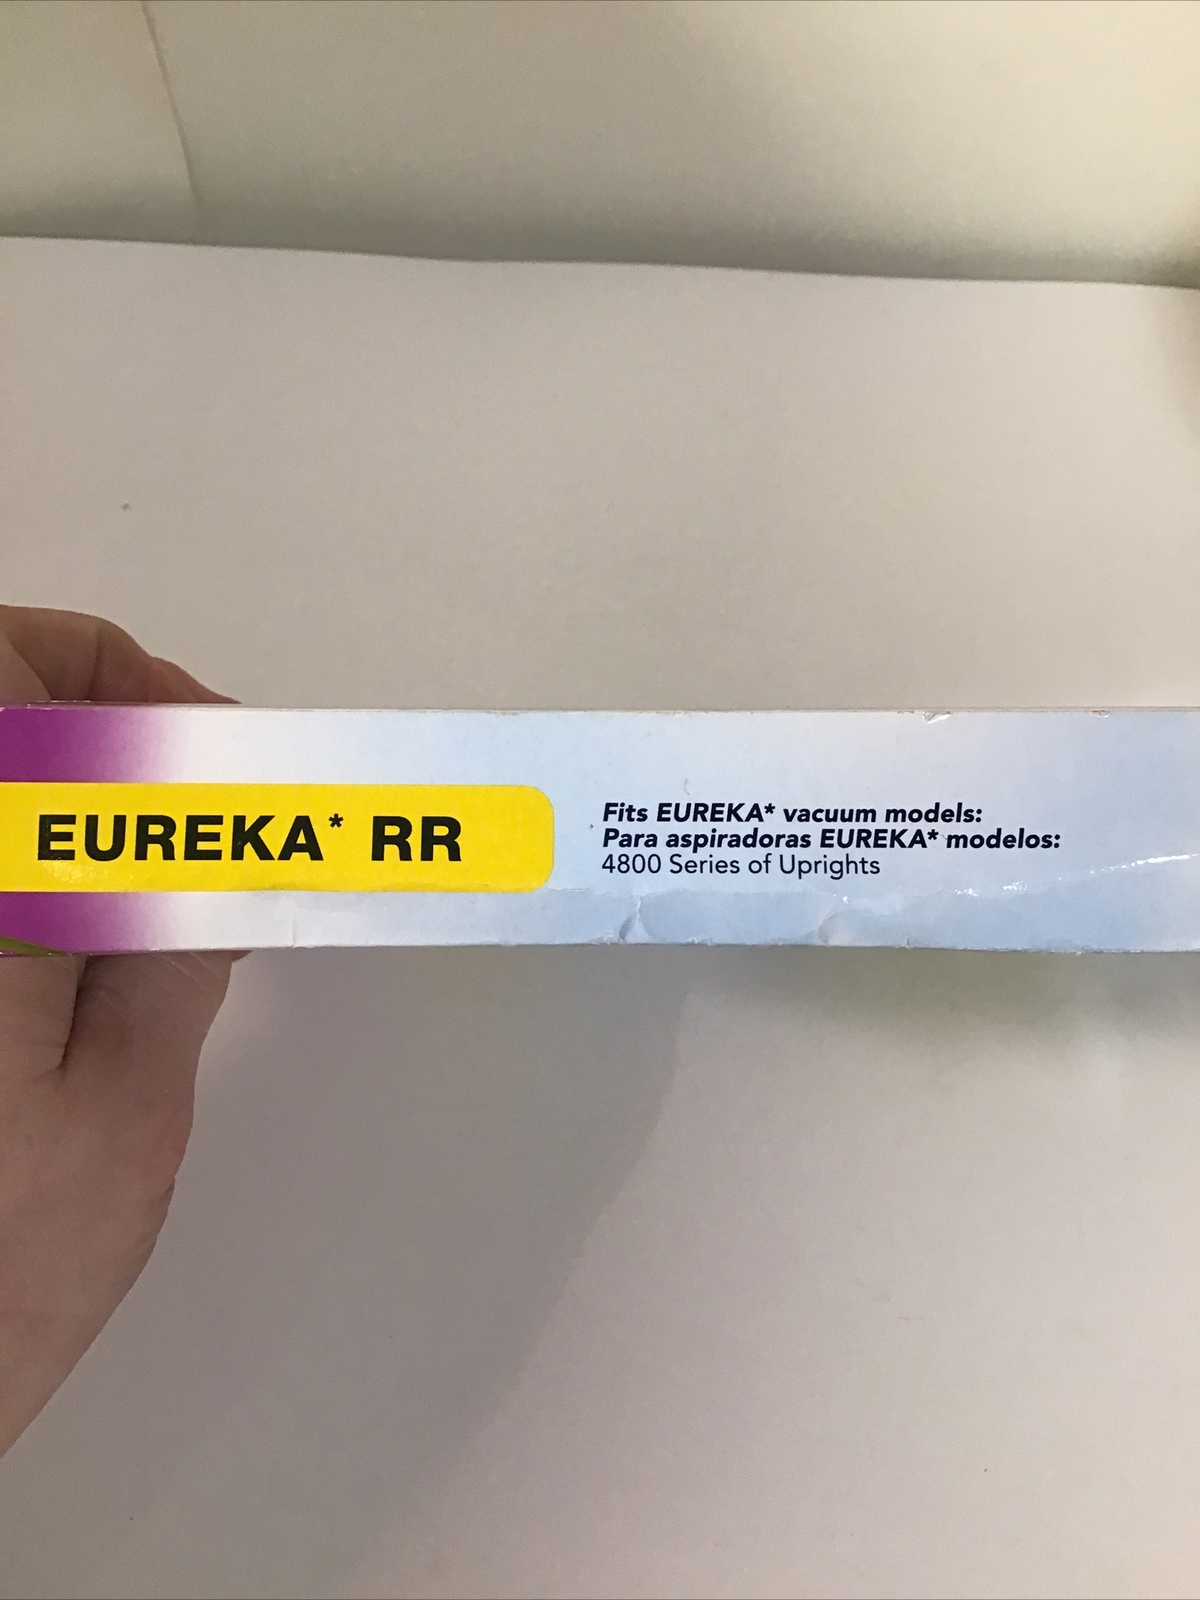 EUREKA* RR
Fits EUREKA* vacuum models:
Para aspiradoras EUREKA* modelos:
4800 Series of Uprights